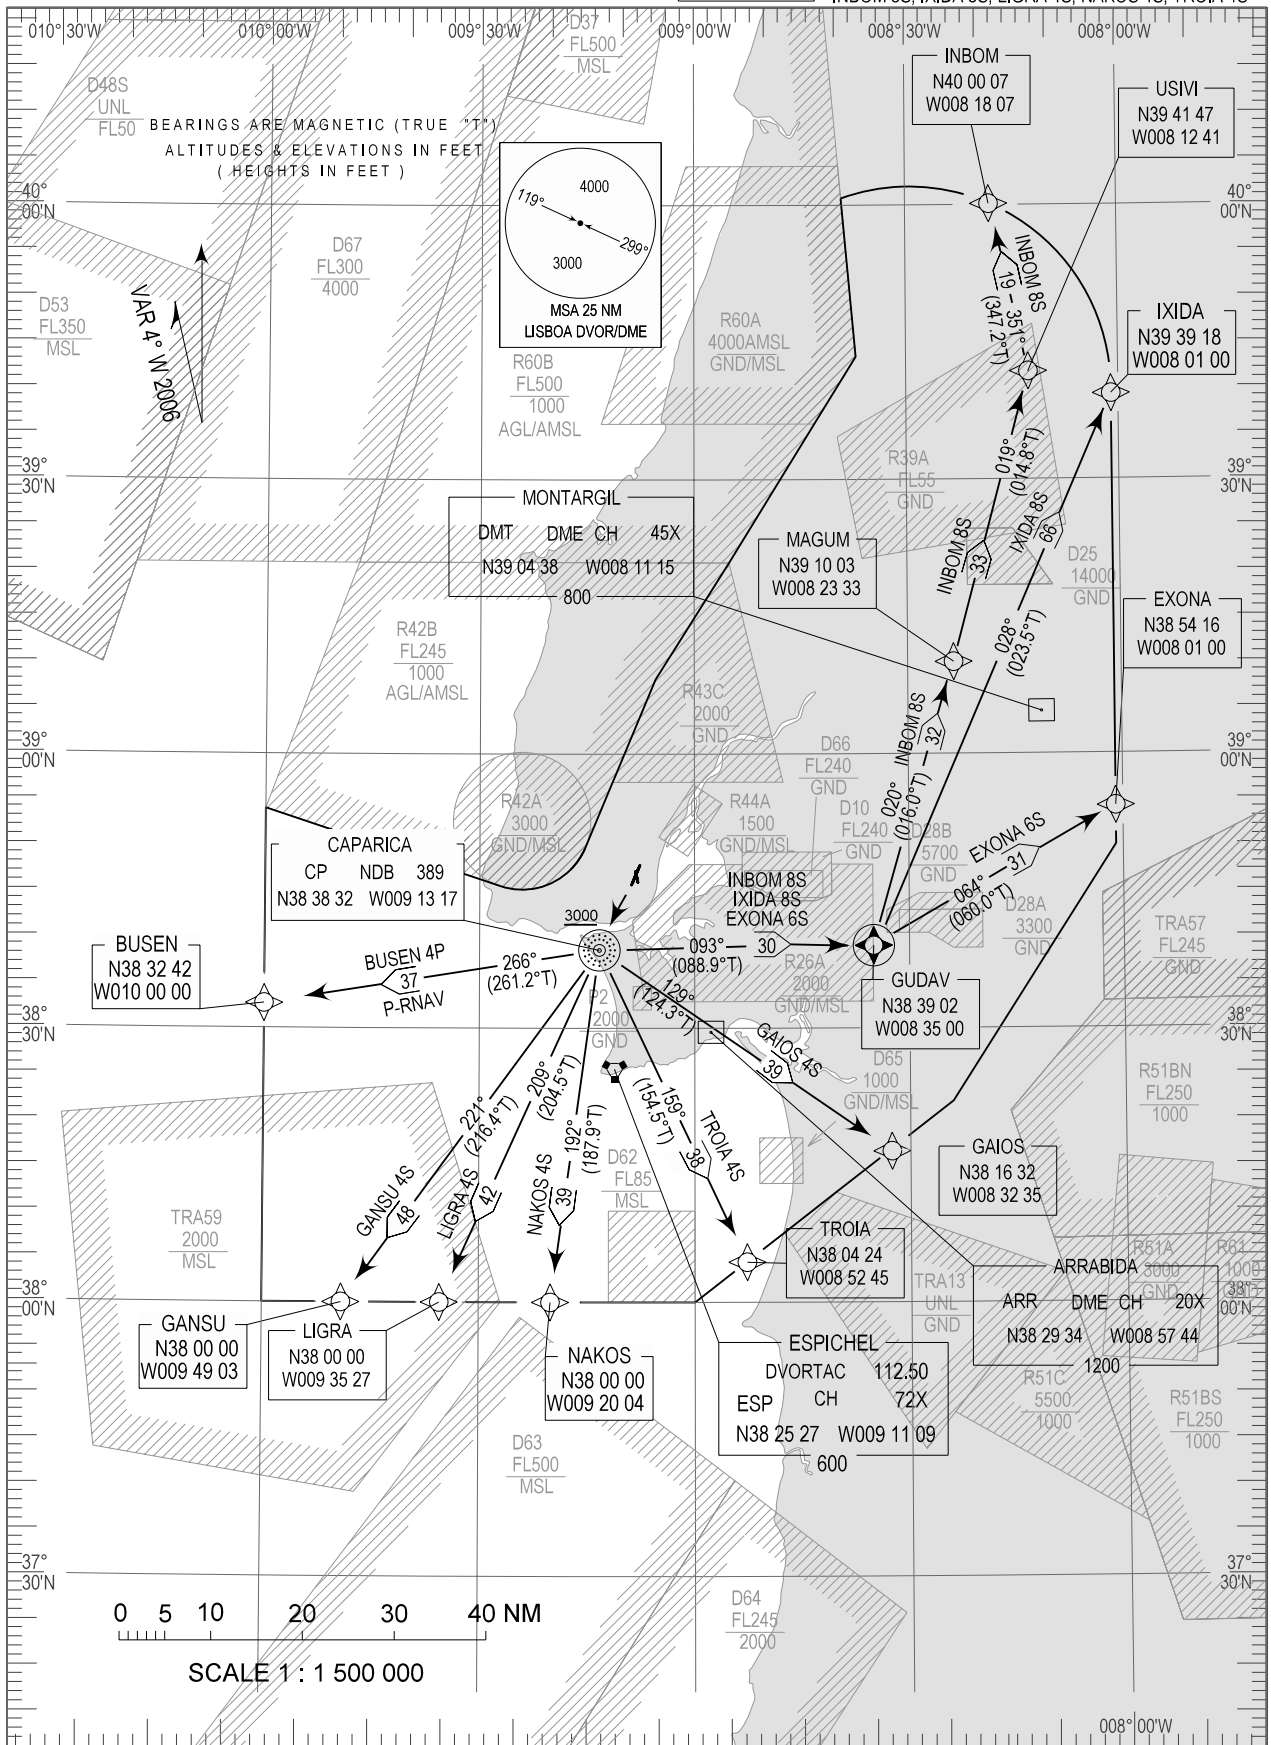 INBOM 8S, IXIDA 8S, LIGRA 4S, NAKOS 4S, TROIA 4S
010°30'W
010°00'W
009°30'W
009°00'W
008°30'W
008°00'W
D37
FL500
MSL
D48S
UNL
FL50
BEARINGS ARE MAGNETIC (TRUE "T")
ALTITUDES & ELEVATIONS IN FEET
( HEIGHTS IN FEET )
INBOM
N40 00 07
W008 18 07
USIVI
N39 41 47
W008 12 41
4000
119°
299°
3000
MSA 25 NM
LISBOA DVOR/DME
40°
00'N
40°
00'N
D67
FL300
4000
D53
FL350
MSL
VAR 4° W 2006
R60A
4000AMSL
GND/MSL
R60B
FL500
1000
AGL/AMSL
INBOM 8S
19 – 351°
(347.2°T)
IXIDA
N39 39 18
W008 01 00
39°
30'N
39°
30'N
R39A
FL55
GND
019°
(014.8°T)
INBOM 8S
33
IXIDA 8S
66
MONTARGIL
DMT DME CH 45X
N39 04 38 W008 11 15
800
MAGUM
N39 10 03
W008 23 33
D25
14000
GND
EXONA
N38 54 16
W008 01 00
R42B
FL245
1000
AGL/AMSL
028°
(023.5°T)
R43C
2000
GND
INBOM 8S
32
020°
(016.0°T)
39°
00'N
39°
00'N
D66
FL240
GND
R42A
3000
GND/MSL
R44A
1500
GND/MSL
D10
FL240
GND
D28B
5700
GND
EXONA 6S
31
064°
(060.0°T)
CAPARICA
CP NDB 389
N38 38 32 W009 13 17
INBOM 8S
IXIDA 8S
EXONA 6S
093°
30
(088.9°T)
3000
D28A
3300
GND
TRA57
FL245
GND
BUSEN
N38 32 42
W010 00 00
BUSEN 4P
37
P-RNAV
266°
(261.2°T)
R26A
2000
GND/MSL
GUDAV
N38 39 02
W008 35 00
P2
2000
GND
129°
(124.3°T)
GAIOS 4S
39
38°
30'N
38°
30'N
D65
1000
GND/MSL
R51BN
FL250
1000
221°
(216.4°T)
GANSU 4S
48
209°
(204.5°T)
LIGRA 4S
42
192°
(187.9°T)
NAKOS 4S
39
159°
(154.5°T)
TROIA 4S
38
D62
FL85
MSL
GAIOS
N38 16 32
W008 32 35
TRA59
2000
MSL
TROIA
N38 04 24
W008 52 45
R51A
3000
GND
R61
1000
GND
TRA13
UNL
GND
ARRABIDA
ARR DME CH 20X
N38 29 34 W008 57 44
1200
38°
00'N
38°
00'N
GANSU
N38 00 00
W009 49 03
LIGRA
N38 00 00
W009 35 27
NAKOS
N38 00 00
W009 20 04
ESPICHEL
DVORTAC 112.50
ESP CH 72X
N38 25 27 W009 11 09
600
R51C
5500
1000
R51BS
FL250
1000
D63
FL500
MSL
37°
30'N
37°
30'N
D64
FL245
2000
0 5 10 20 30 40 NM
SCALE 1 : 1 500 000
008°00'W